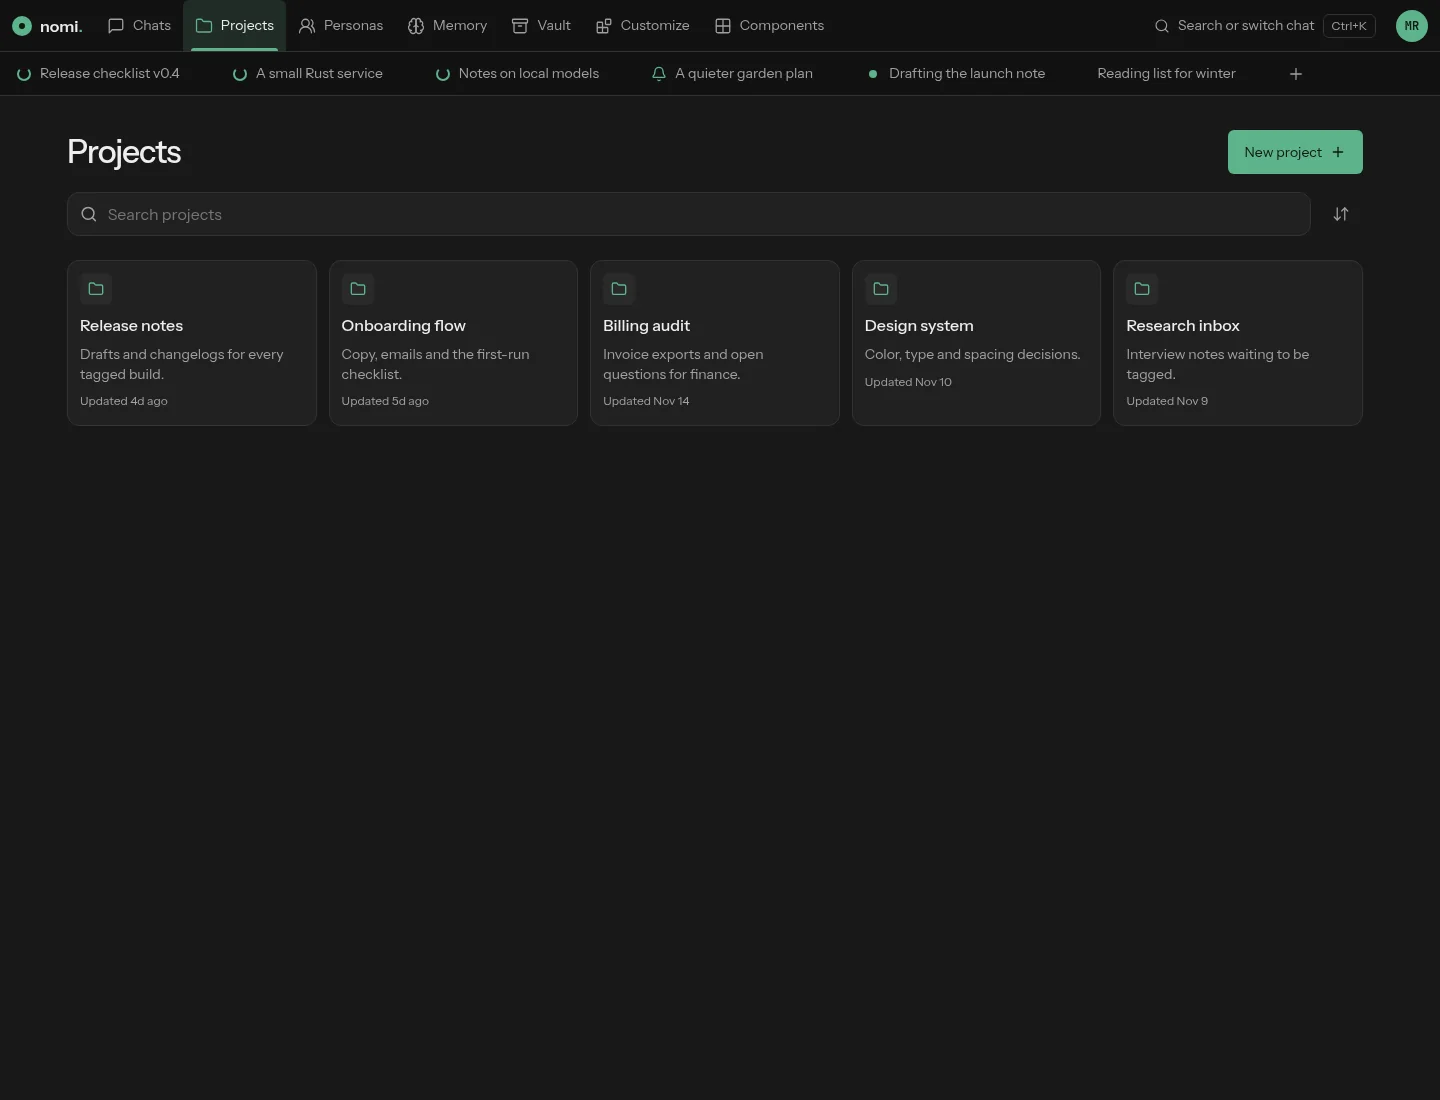 nomi.
Chats
Projects
Personas
Memory
Vault
Customize
Components
Search or switch chat
Ctrl+K
MR
Release checklist v0.4
A small Rust service
Notes on local models
A quieter garden plan
Drafting the launch note
Reading list for winter
Projects
New project
Search projects
Release notes
Drafts and changelogs for every
tagged build.
Updated 4d ago
Onboarding flow
Copy, emails and the first-run
checklist.
Updated 5d ago
Billing audit
Invoice exports and open
questions for finance.
Updated Nov 14
Design system
Color, type and spacing decisions.
Updated Nov 10
Research inbox
Interview notes waiting to be
tagged.
Updated Nov 9